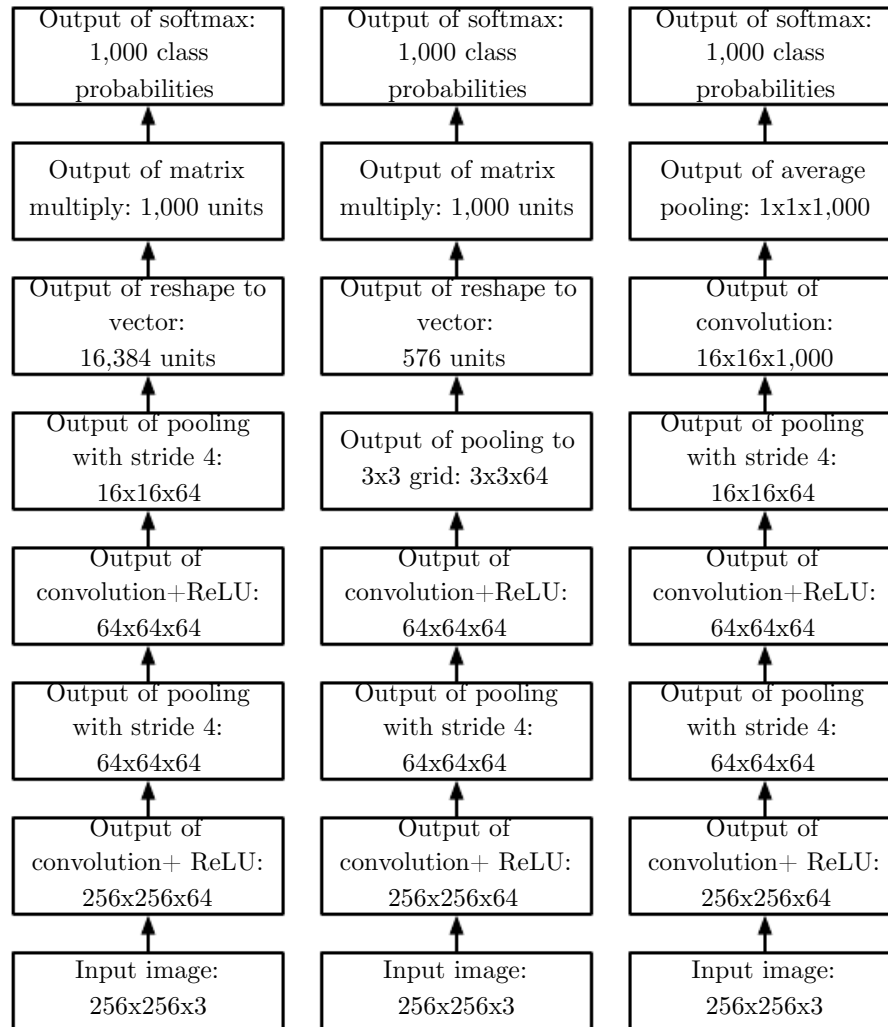 Output of softmax:
1,000 class
probabilities
Output of matrix
multiply: 1,000 units
Output of reshape to
vector:
16,384 units
Output of pooling
with stride 4:
16x16x64
Output of
convolution+ReLU:
64x64x64
Output of pooling
with stride 4:
64x64x64
Output of
convolution+ ReLU:
256x256x64
Input image:
256x256x3
Output of softmax:
1,000 class
probabilities
Output of matrix
multiply: 1,000 units
Output of reshape to
vector:
576 units
Output of pooling to
3x3 grid: 3x3x64
Output of
convolution+ReLU:
64x64x64
Output of pooling
with stride 4:
64x64x64
Output of
convolution+ ReLU:
256x256x64
Input image:
256x256x3
Output of softmax:
1,000 class
probabilities
Output of average
pooling: 1x1x1,000
Output of
convolution:
16x16x1,000
Output of pooling
with stride 4:
16x16x64
Output of
convolution+ReLU:
64x64x64
Output of pooling
with stride 4:
64x64x64
Output of
convolution+ ReLU:
256x256x64
Input image:
256x256x3